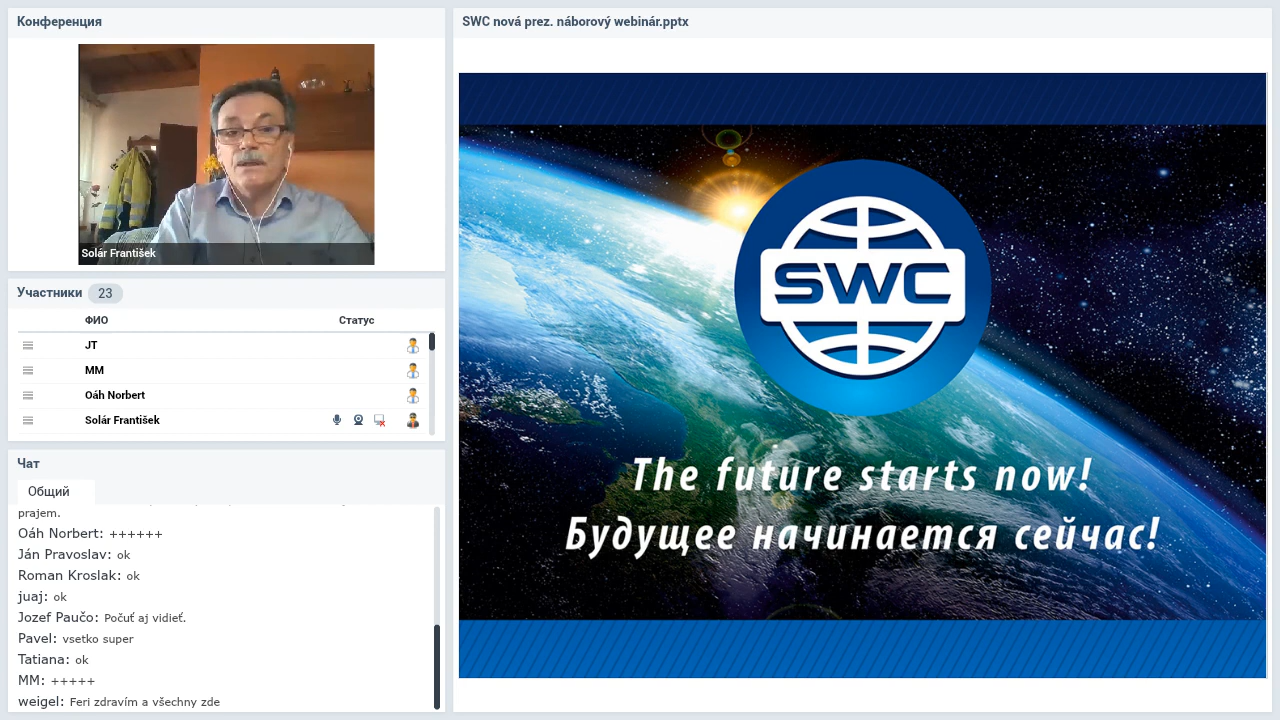 Конференция
Solár František
Участники 23
ФИО Статус
JT
MM
Oáh Norbert
Solár František
Чат
Общий
prajem.
Oáh Norbert: ++++++
Ján Pravoslav: ok
Roman Kroslak: ok
juaj: ok
Jozef Paučo: Počuť aj vidieť.
Pavel: vsetko super
Tatiana: ok
MM: +++++
weigel: Feri zdravím a všechny zde
SWC nová prez. náborový webinár.pptx
SWC
The future starts now!
Будущее начинается сейчас!